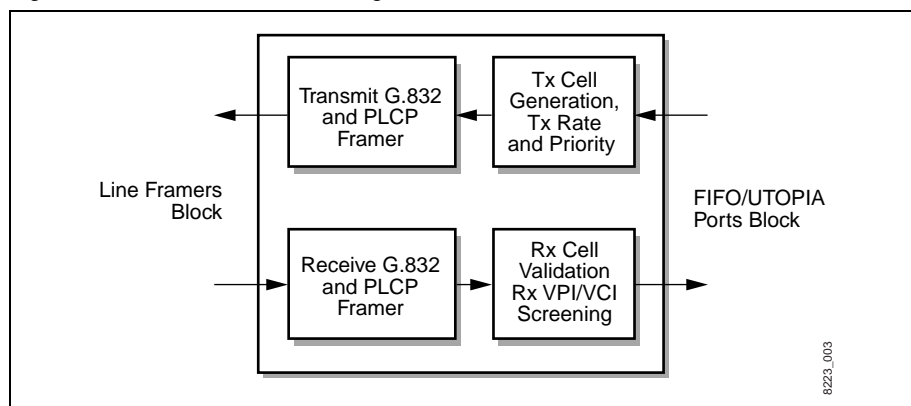 Transmit G.832
and PLCP
Framer
Tx Cell
Generation,
Tx Rate
and Priority
Line Framers
Block
FIFO/UTOPIA
Ports Block
Receive G.832
and PLCP
Framer
Rx Cell
Validation
Rx VPI/VCI
Screening
8223_003